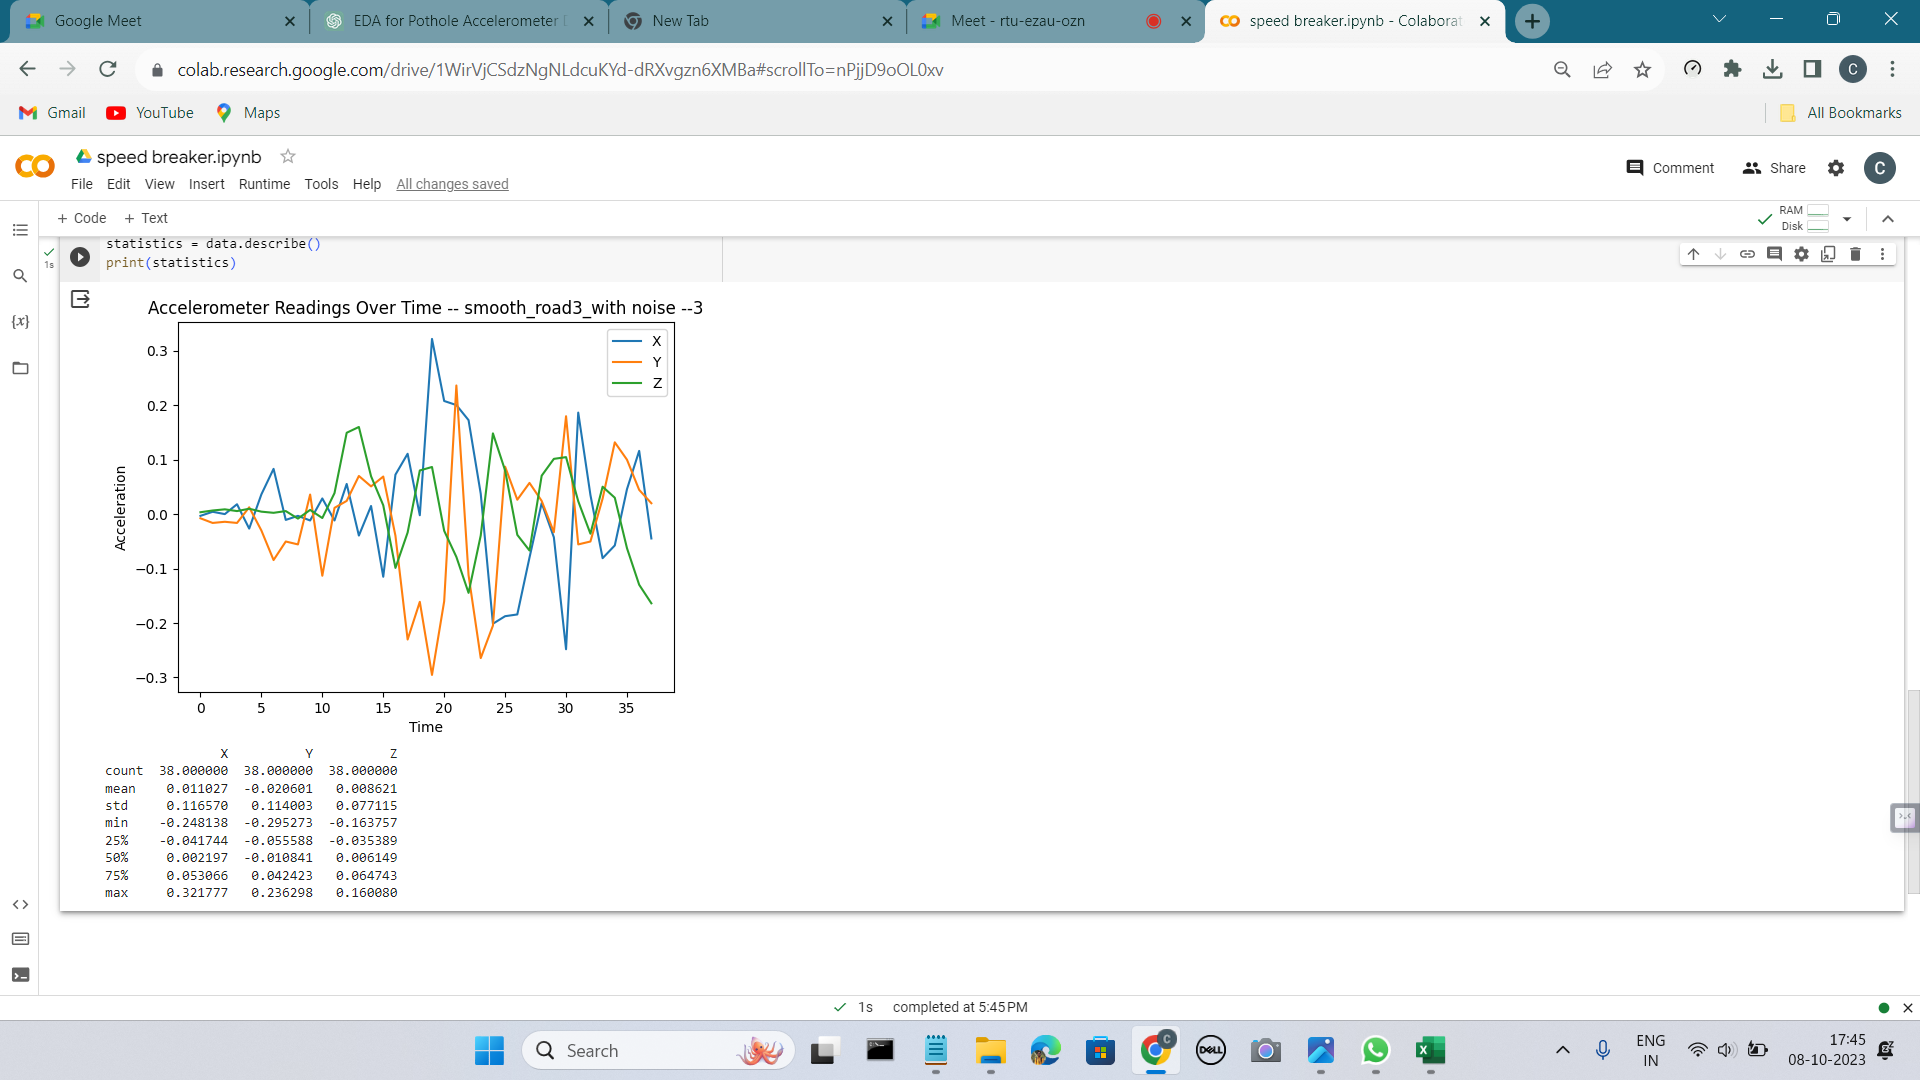 Google Meet
EDA for Pothole Accelerometer
New Tab
Meet - rtu-ezau-ozn
speed breaker.ipynb - Colaborat
colab.research.google.com/drive/1WirVjCSdzNgNLdcuKYd-dRXvgzn6XMBa#scrollTo=nPjjD9oOL0xv
C
Gmail YouTube Maps
All Bookmarks
speed breaker.ipynb
Comment Share C
File Edit View Insert Runtime Tools Help All changes saved
+ Code + Text
RAM
Disk
statistics = data.describe()
print(statistics)
1s
{x}
Accelerometer Readings Over Time -- smooth_road3_with noise --3
X
Y
Z
0.3
0.2
0.1
0.0
−0.1
−0.2
−0.3
Acceleration
0 5 10 15 20 25 30 35
Time
X Y Z
count 38.000000 38.000000 38.000000
mean 0.011027 -0.020601 0.008621
std 0.116570 0.114003 0.077115
min -0.248138 -0.295273 -0.163757
25% -0.041744 -0.055588 -0.035389
50% 0.002197 -0.010841 0.006149
75% 0.053066 0.042423 0.064743
max 0.321777 0.236298 0.160080
1s completed at 5:45 PM
Search
C
DELL
ENG
IN
17:45
08-10-2023